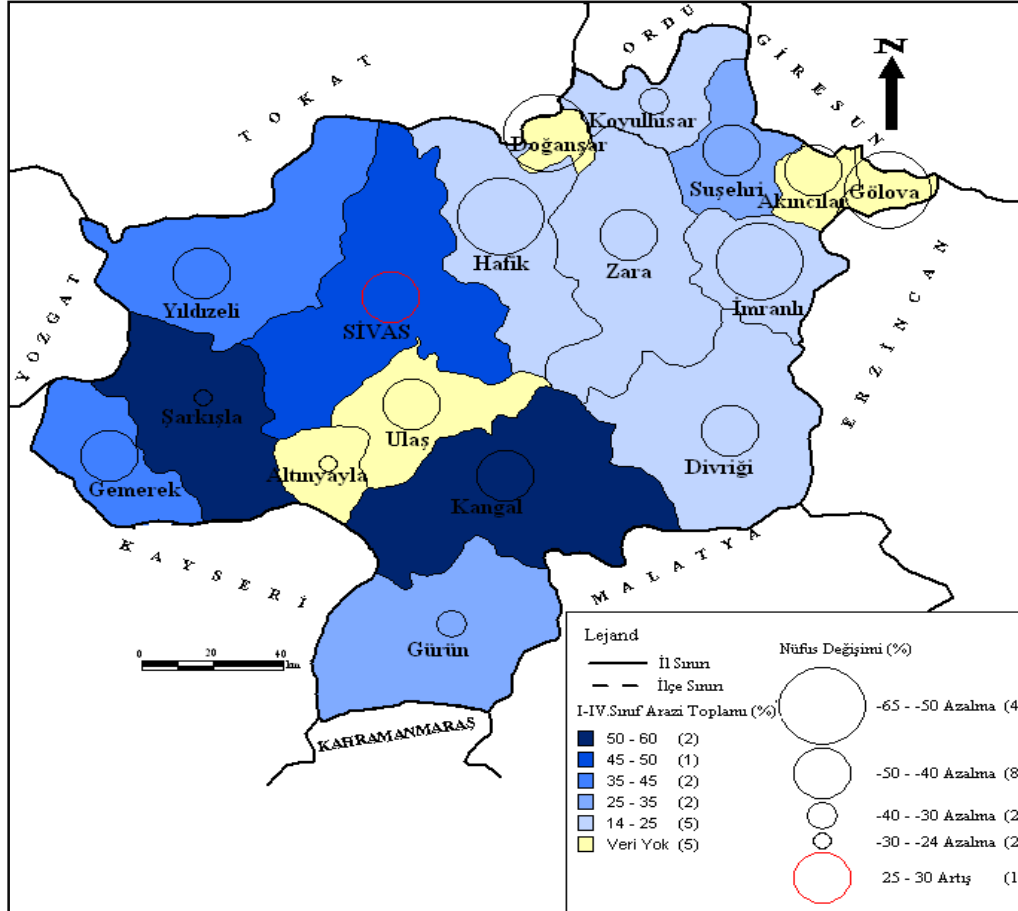 ORDU
GİRESUN
TOKAT
N
Koyulhisar
Doğanşar
Suşehri
Akıncılar
Gölova
Hafik
Zara
İmranlı
ERZİNCAN
Yıldızeli
SİVAS
YOZGAT
Şarkışla
Ulaş
Divriği
Altınyayla
Gemerek
Kangal
KAYSERİ
MALATYA
Gürün
0 20 40
km
KAHRAMANMARAŞ
Lejand
İl Sınırı
İlçe Sınırı
I-IV.Sınıf Arazi Toplamı (%)
50 - 60 (2)
45 - 50 (1)
35 - 45 (2)
25 - 35 (2)
14 - 25 (5)
Veri Yok (5)
Nüfus Değişimi (%)
-65 - -50 Azalma (4
-50 - -40 Azalma (8
-40 - -30 Azalma (2
-30 - -24 Azalma (2
25 - 30 Artış (1